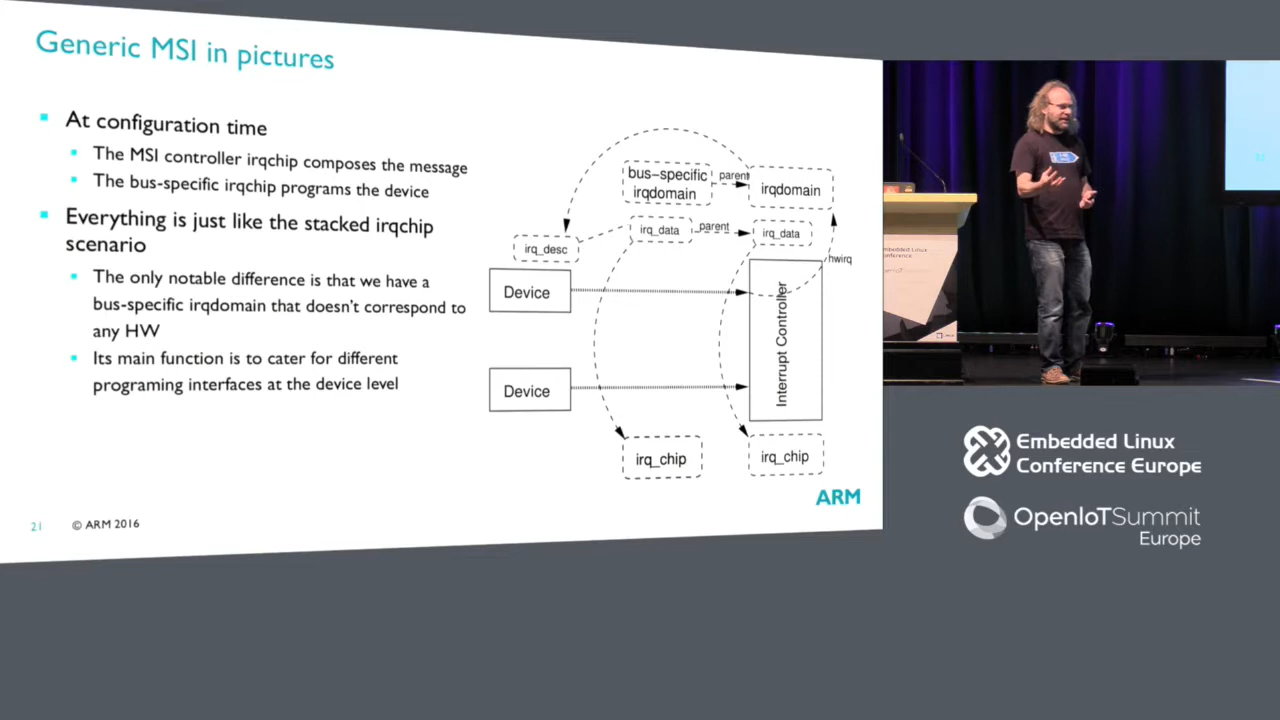 Generic MSI in pictures
At configuration time
The MSI controller irqchip composes the message
The bus-specific irqchip programs the device
Everything is just like the stacked irqchip
scenario
The only notable difference is that we have a
bus-specific irqdomain that doesn't correspond to
any HW
Its main function is to cater for different
programing interfaces at the device level
bus-specific
irqdomain
parent
irqdomain
irq_data
parent
irq_data
irq_desc
hwirq
Device
Interrupt Controller
Device
irq_chip
irq_chip
ARM
21
© ARM 2016
21
Embedded Linux
Conference
Embedded Linux
Conference Europe
OpenIoTSummit
Europe